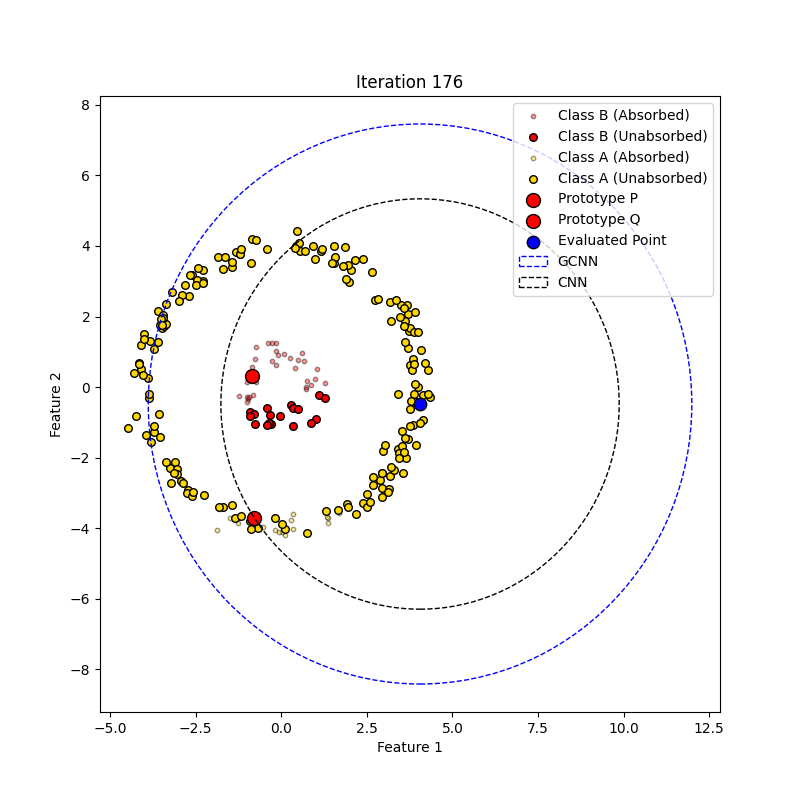 Iteration 176
Class B (Absorbed)
Class B (Unabsorbed)
Class A (Absorbed)
Class A (Unabsorbed)
Prototype P
Prototype Q
Evaluated Point
GCNN
CNN
8
6
4
2
0
−2
−4
−6
−8
Feature 2
−5.0 −2.5 0.0 2.5 5.0 7.5 10.0 12.5
Feature 1